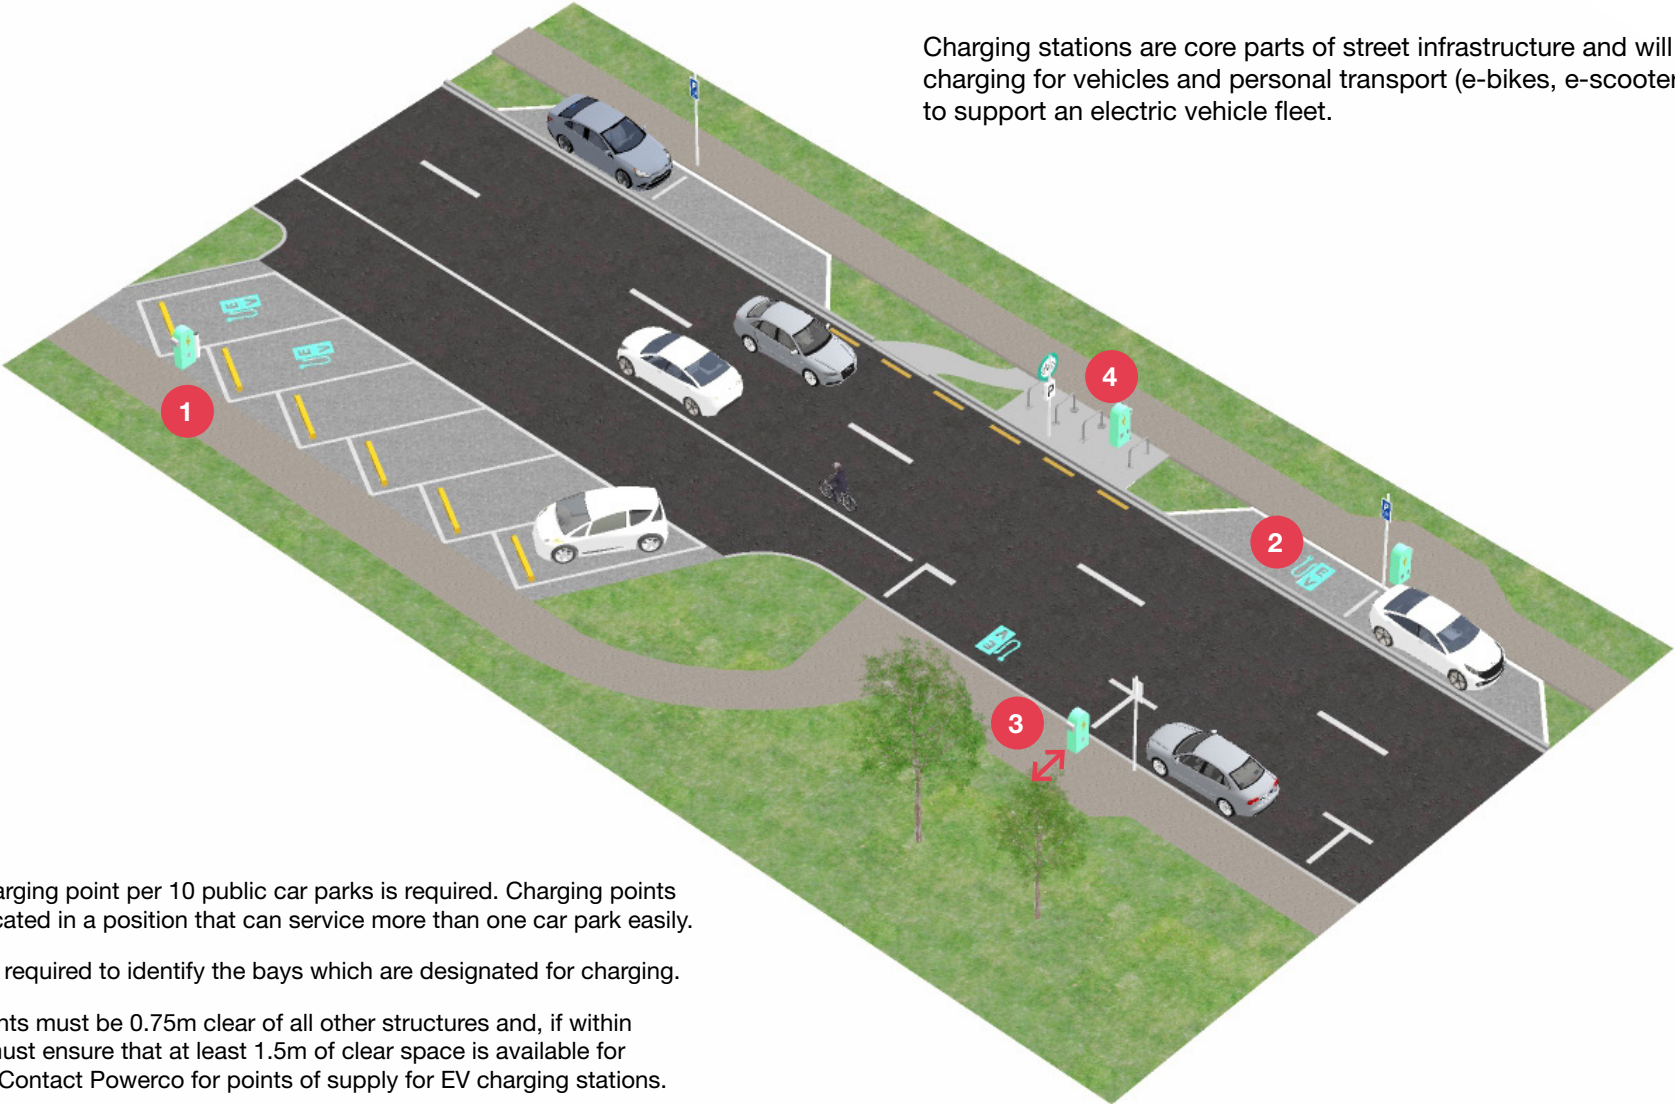 Charging stations are core parts of street infrastructure and will
charging for vehicles and personal transport (e-bikes, e-scooter
to support an electric vehicle fleet.
P
4
P
P
2
E V
E V
1
E V
E V
3
arging point per 10 public car parks is required. Charging points
cated in a position that can service more than one car park easily.
required to identify the bays which are designated for charging.
nts must be 0.75m clear of all other structures and, if within
must ensure that at least 1.5m of clear space is available for
Contact Powerco for points of supply for EV charging stations.